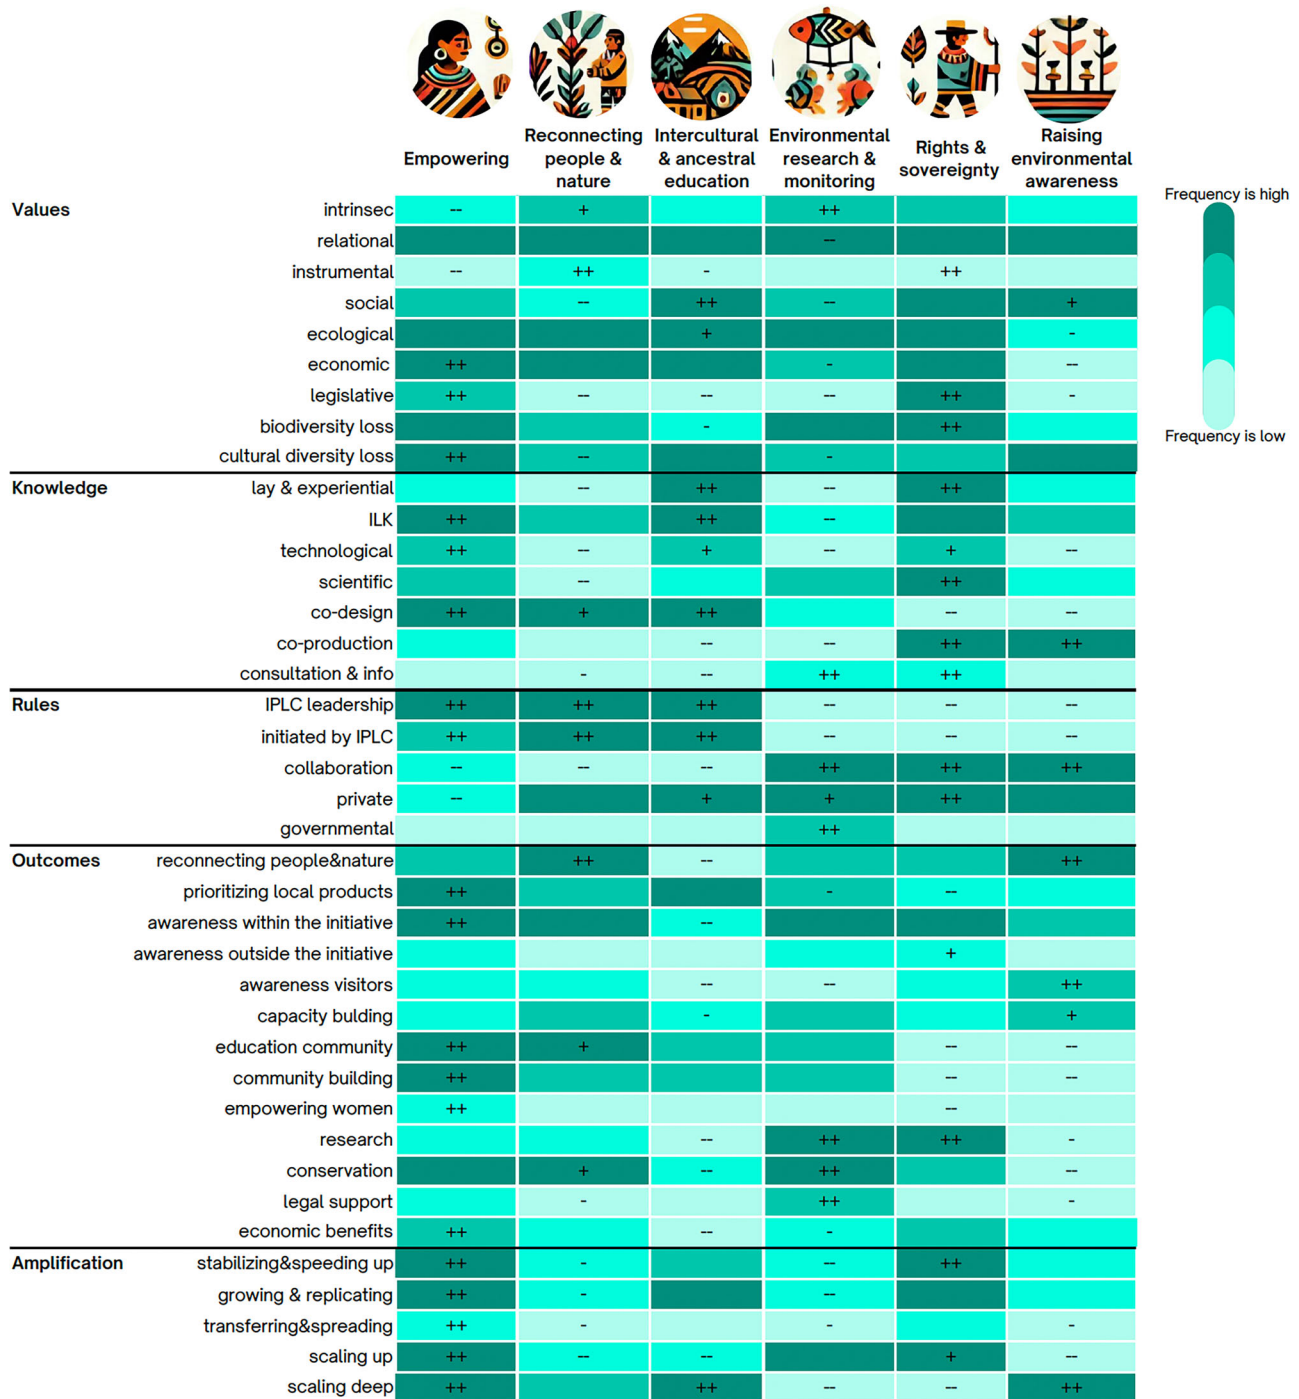 Empowering
Reconnecting
people &
nature
Intercultural
& ancestral
education
Environmental
research &
monitoring
Rights &
sovereignty
Raising
environmental
awareness
Frequency is high
Frequency is low
Values
intrinsec -- + ++
relational --
instrumental -- ++ - ++
social -- ++ -- +
ecological + -
economic ++ - --
legislative ++ -- -- -- ++ -
biodiversity loss - ++
cultural diversity loss ++ -- -
Knowledge
lay & experiential -- ++ -- ++
ILK ++ ++ --
technological ++ -- + -- + --
scientific -- ++
co-design ++ + ++ -- --
co-production -- -- ++ ++
consultation & info - -- ++ ++
Rules
IPLC leadership ++ ++ ++ -- -- --
initiated by IPLC ++ ++ ++ -- -- --
collaboration -- -- -- ++ ++ ++
private -- + + ++
governmental ++
Outcomes
reconnecting people&nature ++ -- ++
prioritizing local products ++ - --
awareness within the initiative ++ --
awareness outside the initiative +
awareness visitors -- -- ++
capacity bulding - +
education community ++ + -- --
community building ++ -- --
empowering women ++ --
research -- ++ ++ -
conservation + -- ++ --
legal support - ++ -
economic benefits ++ -- -
Amplification
stabilizing&speeding up ++ - -- ++
growing & replicating ++ - --
transferring&spreading ++ - - -
scaling up ++ -- -- + --
scaling deep ++ ++ -- -- ++